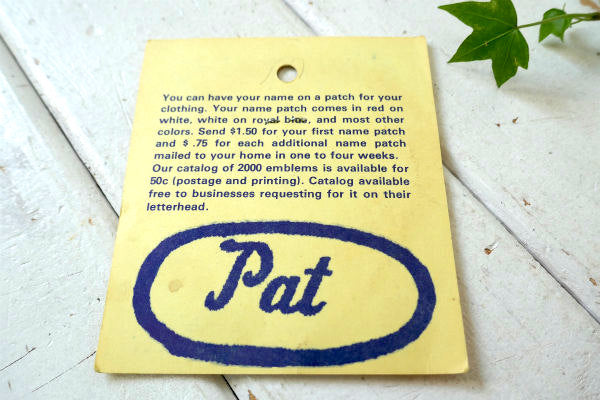 You can have your name on a patch for your
clothing. Your name patch comes in red on
white, white on royal blue, and most other
colors. Send $1.50 for your first name patch
and $ .75 for each additional name patch
mailed to your home in one to four weeks.
Our catalog of 2000 emblems is available for
50c (postage and printing). Catalog available
free to businesses requesting for it on their
letterhead.
Pat